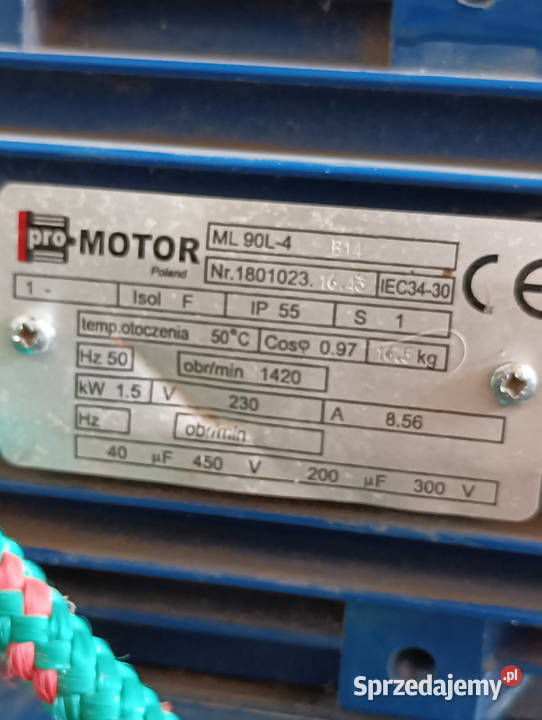 pro-MOTOR
Poland
ML 90L-4 B14
Nr.1801023. IEC34-30
CE
1 - Isol F IP 55 S 1
temp.otoczenia 50°C Cosφ 0.97 16.5 kg
Hz 50 obr/min 1420
kW 1.5 V 230 A 8.56
Hz obr/min
40 µF 450 V 200 µF 300 V
Sprzedajemy.pl